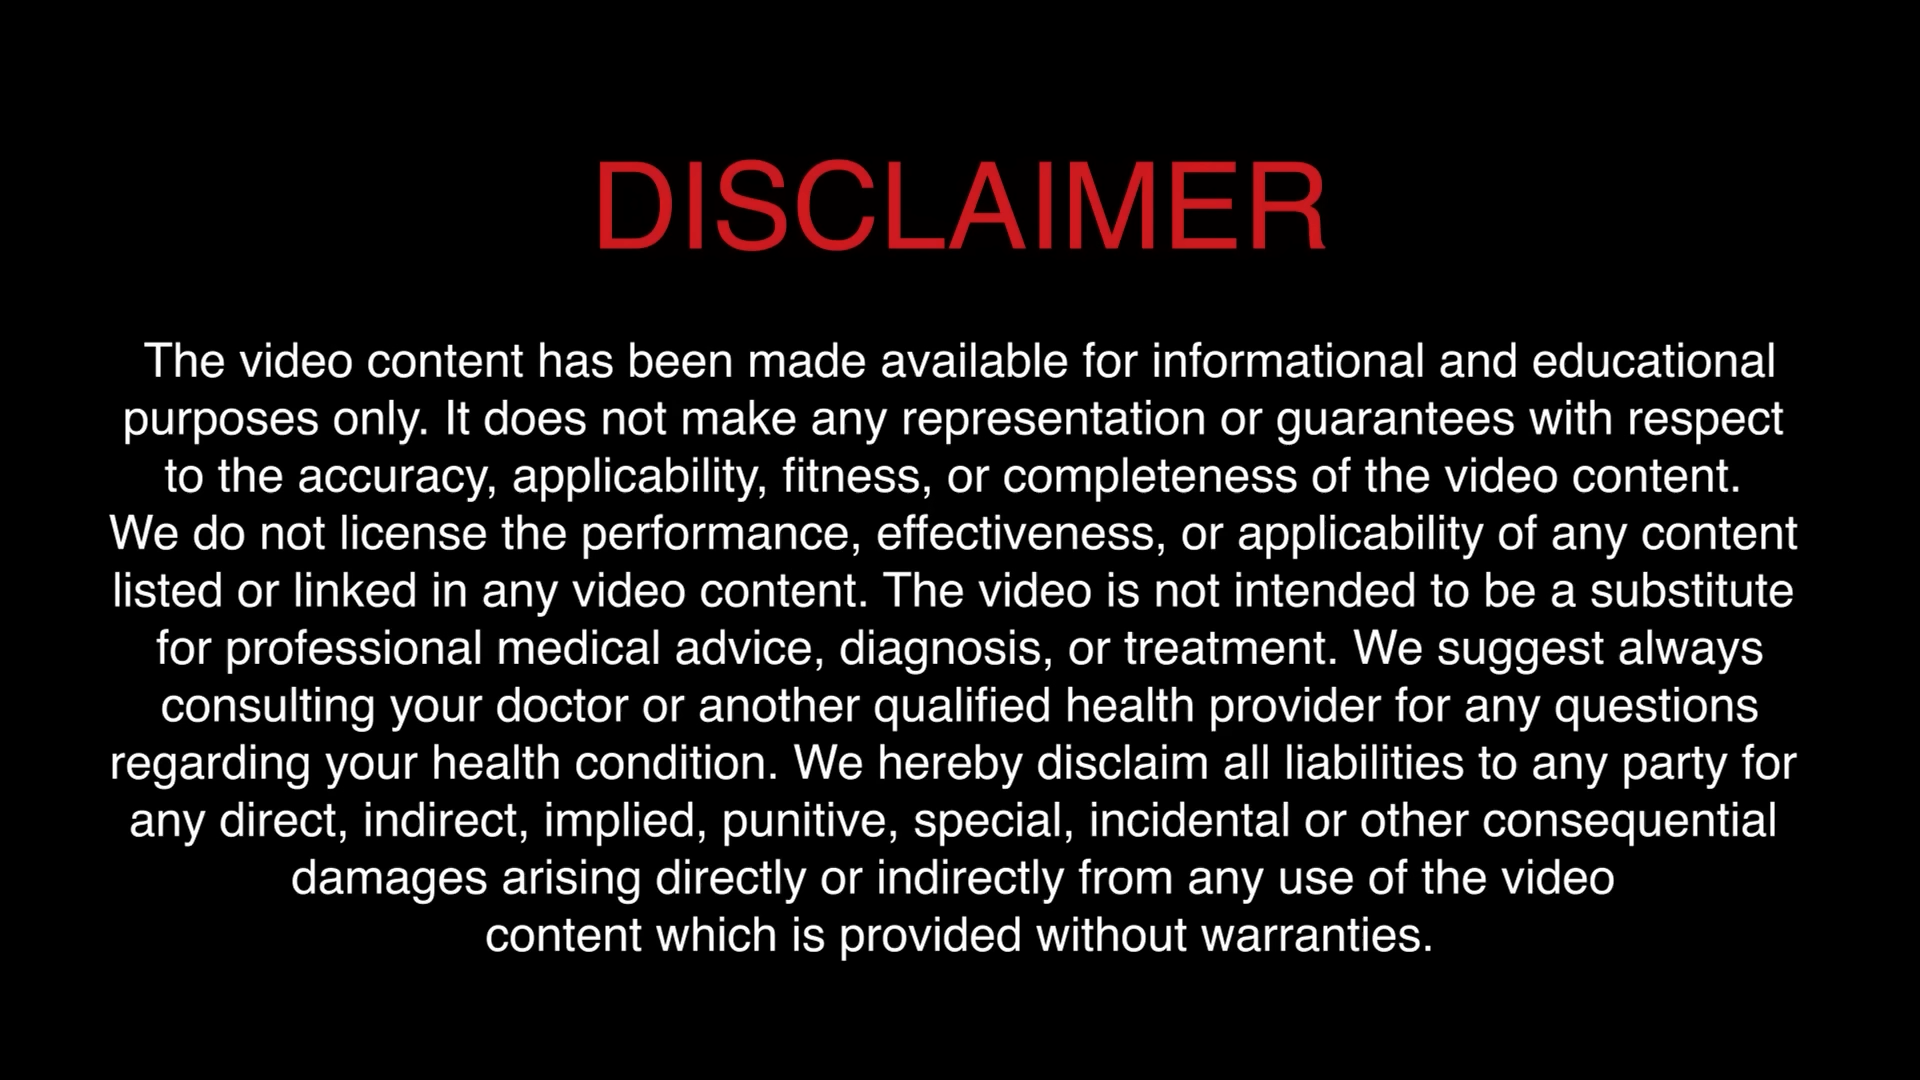 DISCLAIMER
The video content has been made available for informational and educational
purposes only. It does not make any representation or guarantees with respect
to the accuracy, applicability, fitness, or completeness of the video content.
We do not license the performance, effectiveness, or applicability of any content
listed or linked in any video content. The video is not intended to be a substitute
for professional medical advice, diagnosis, or treatment. We suggest always
consulting your doctor or another qualified health provider for any questions
regarding your health condition. We hereby disclaim all liabilities to any party for
any direct, indirect, implied, punitive, special, incidental or other consequential
damages arising directly or indirectly from any use of the video
content which is provided without warranties.